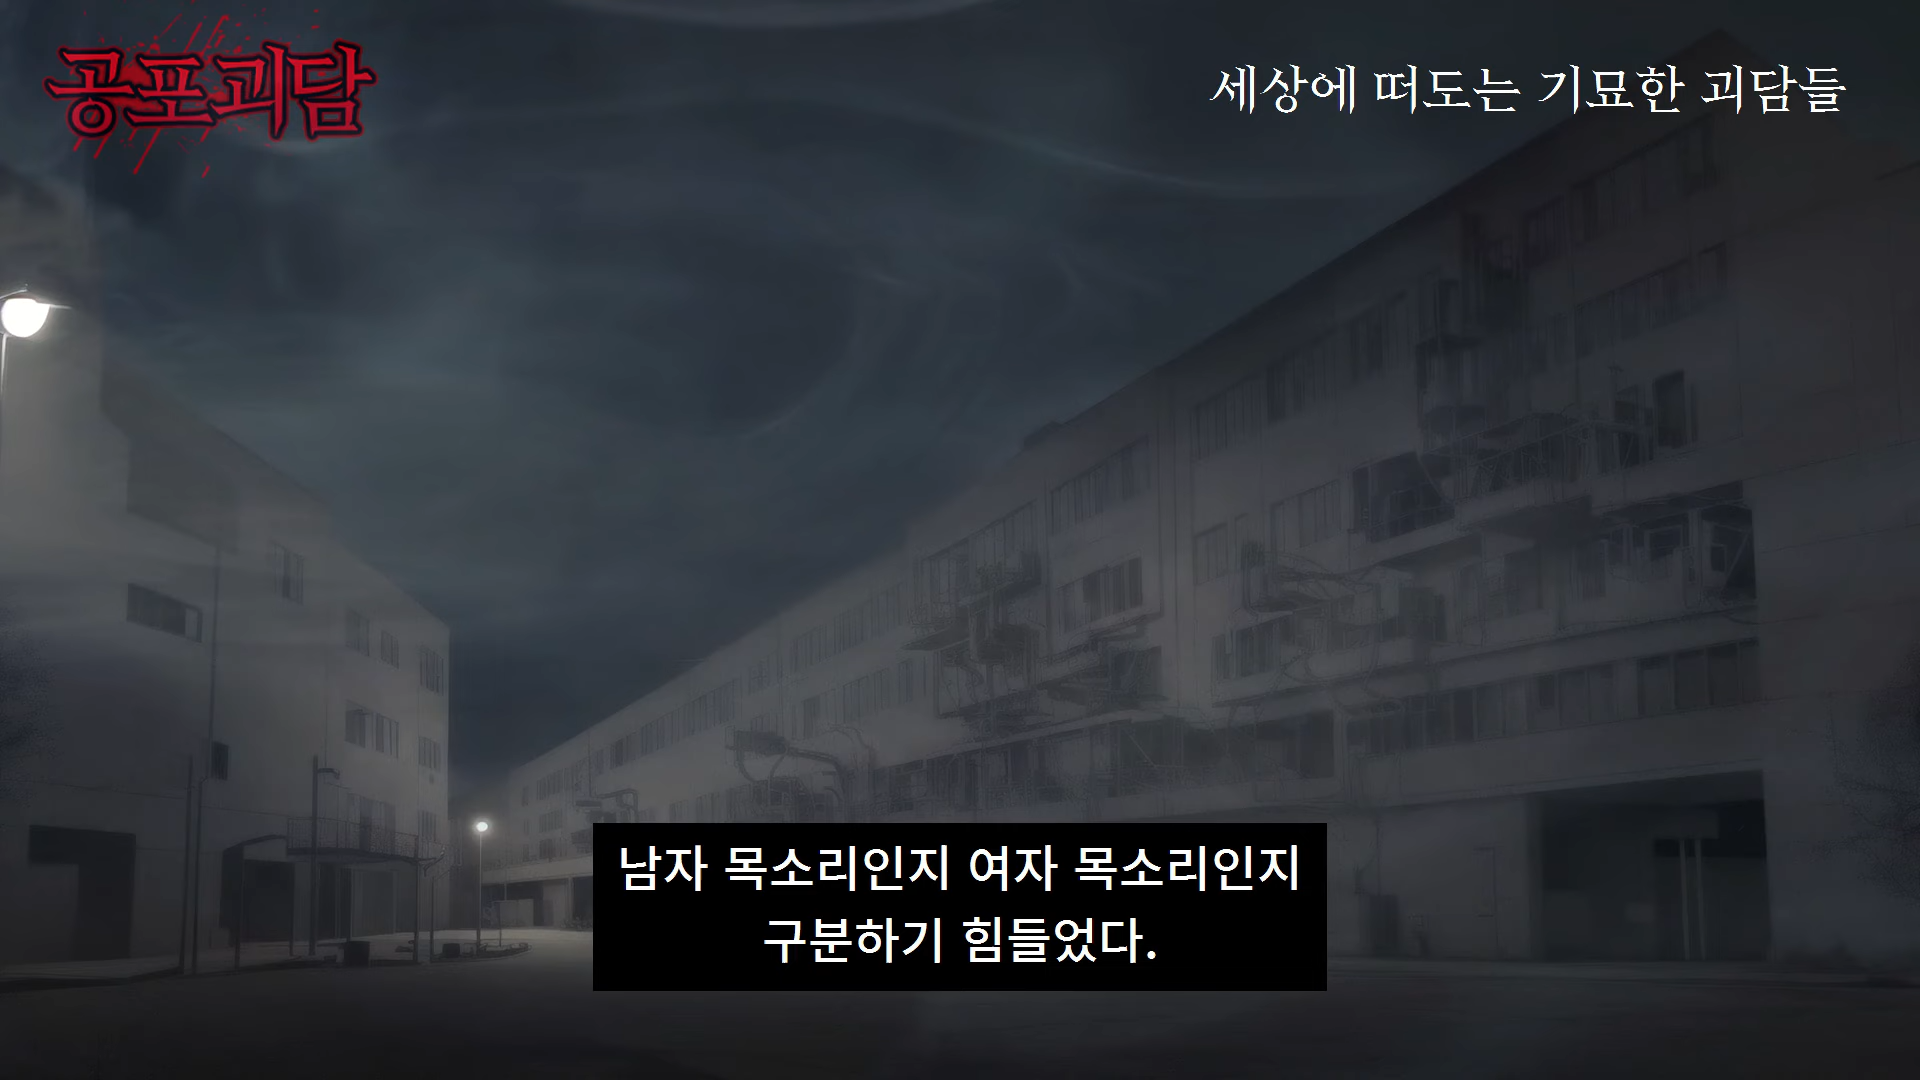 공포괴담
세상에 떠도는 기묘한 괴담들
남자 목소리인지 여자 목소리인지
구분하기 힘들었다.